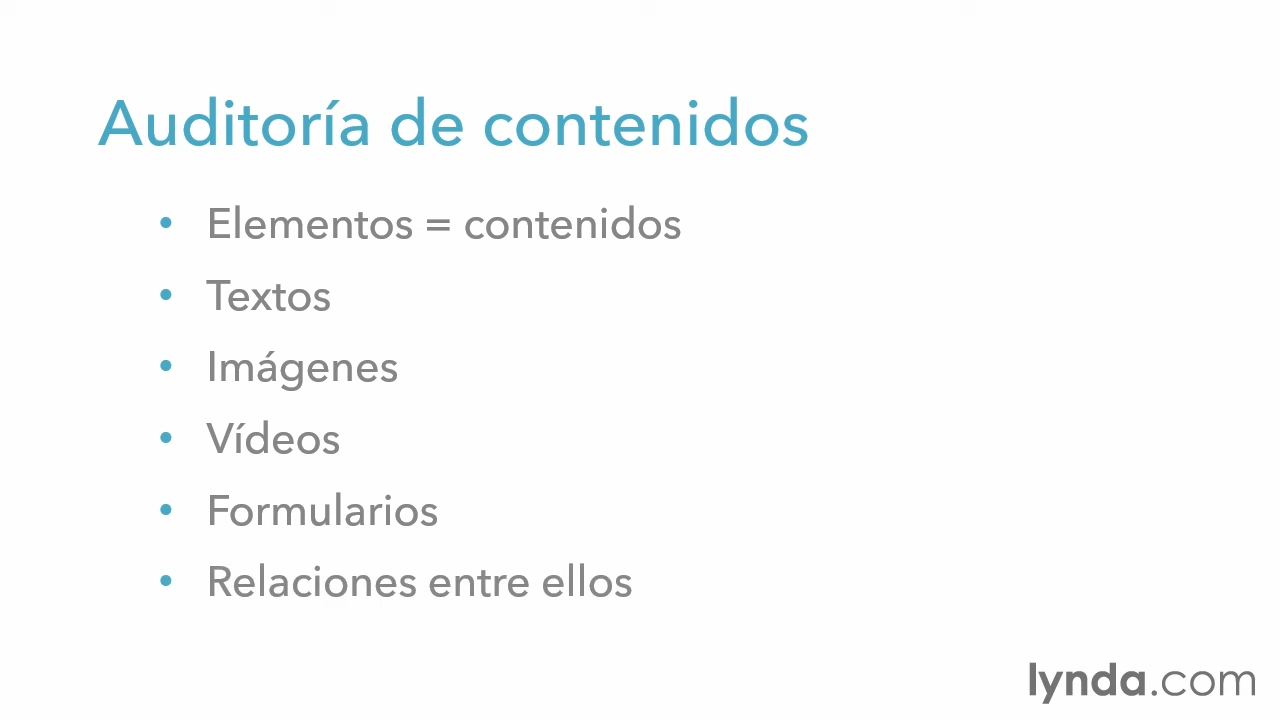 Auditoría de contenidos
• Elementos = contenidos
• Textos
• Imágenes
• Vídeos
• Formularios
• Relaciones entre ellos
lynda.com